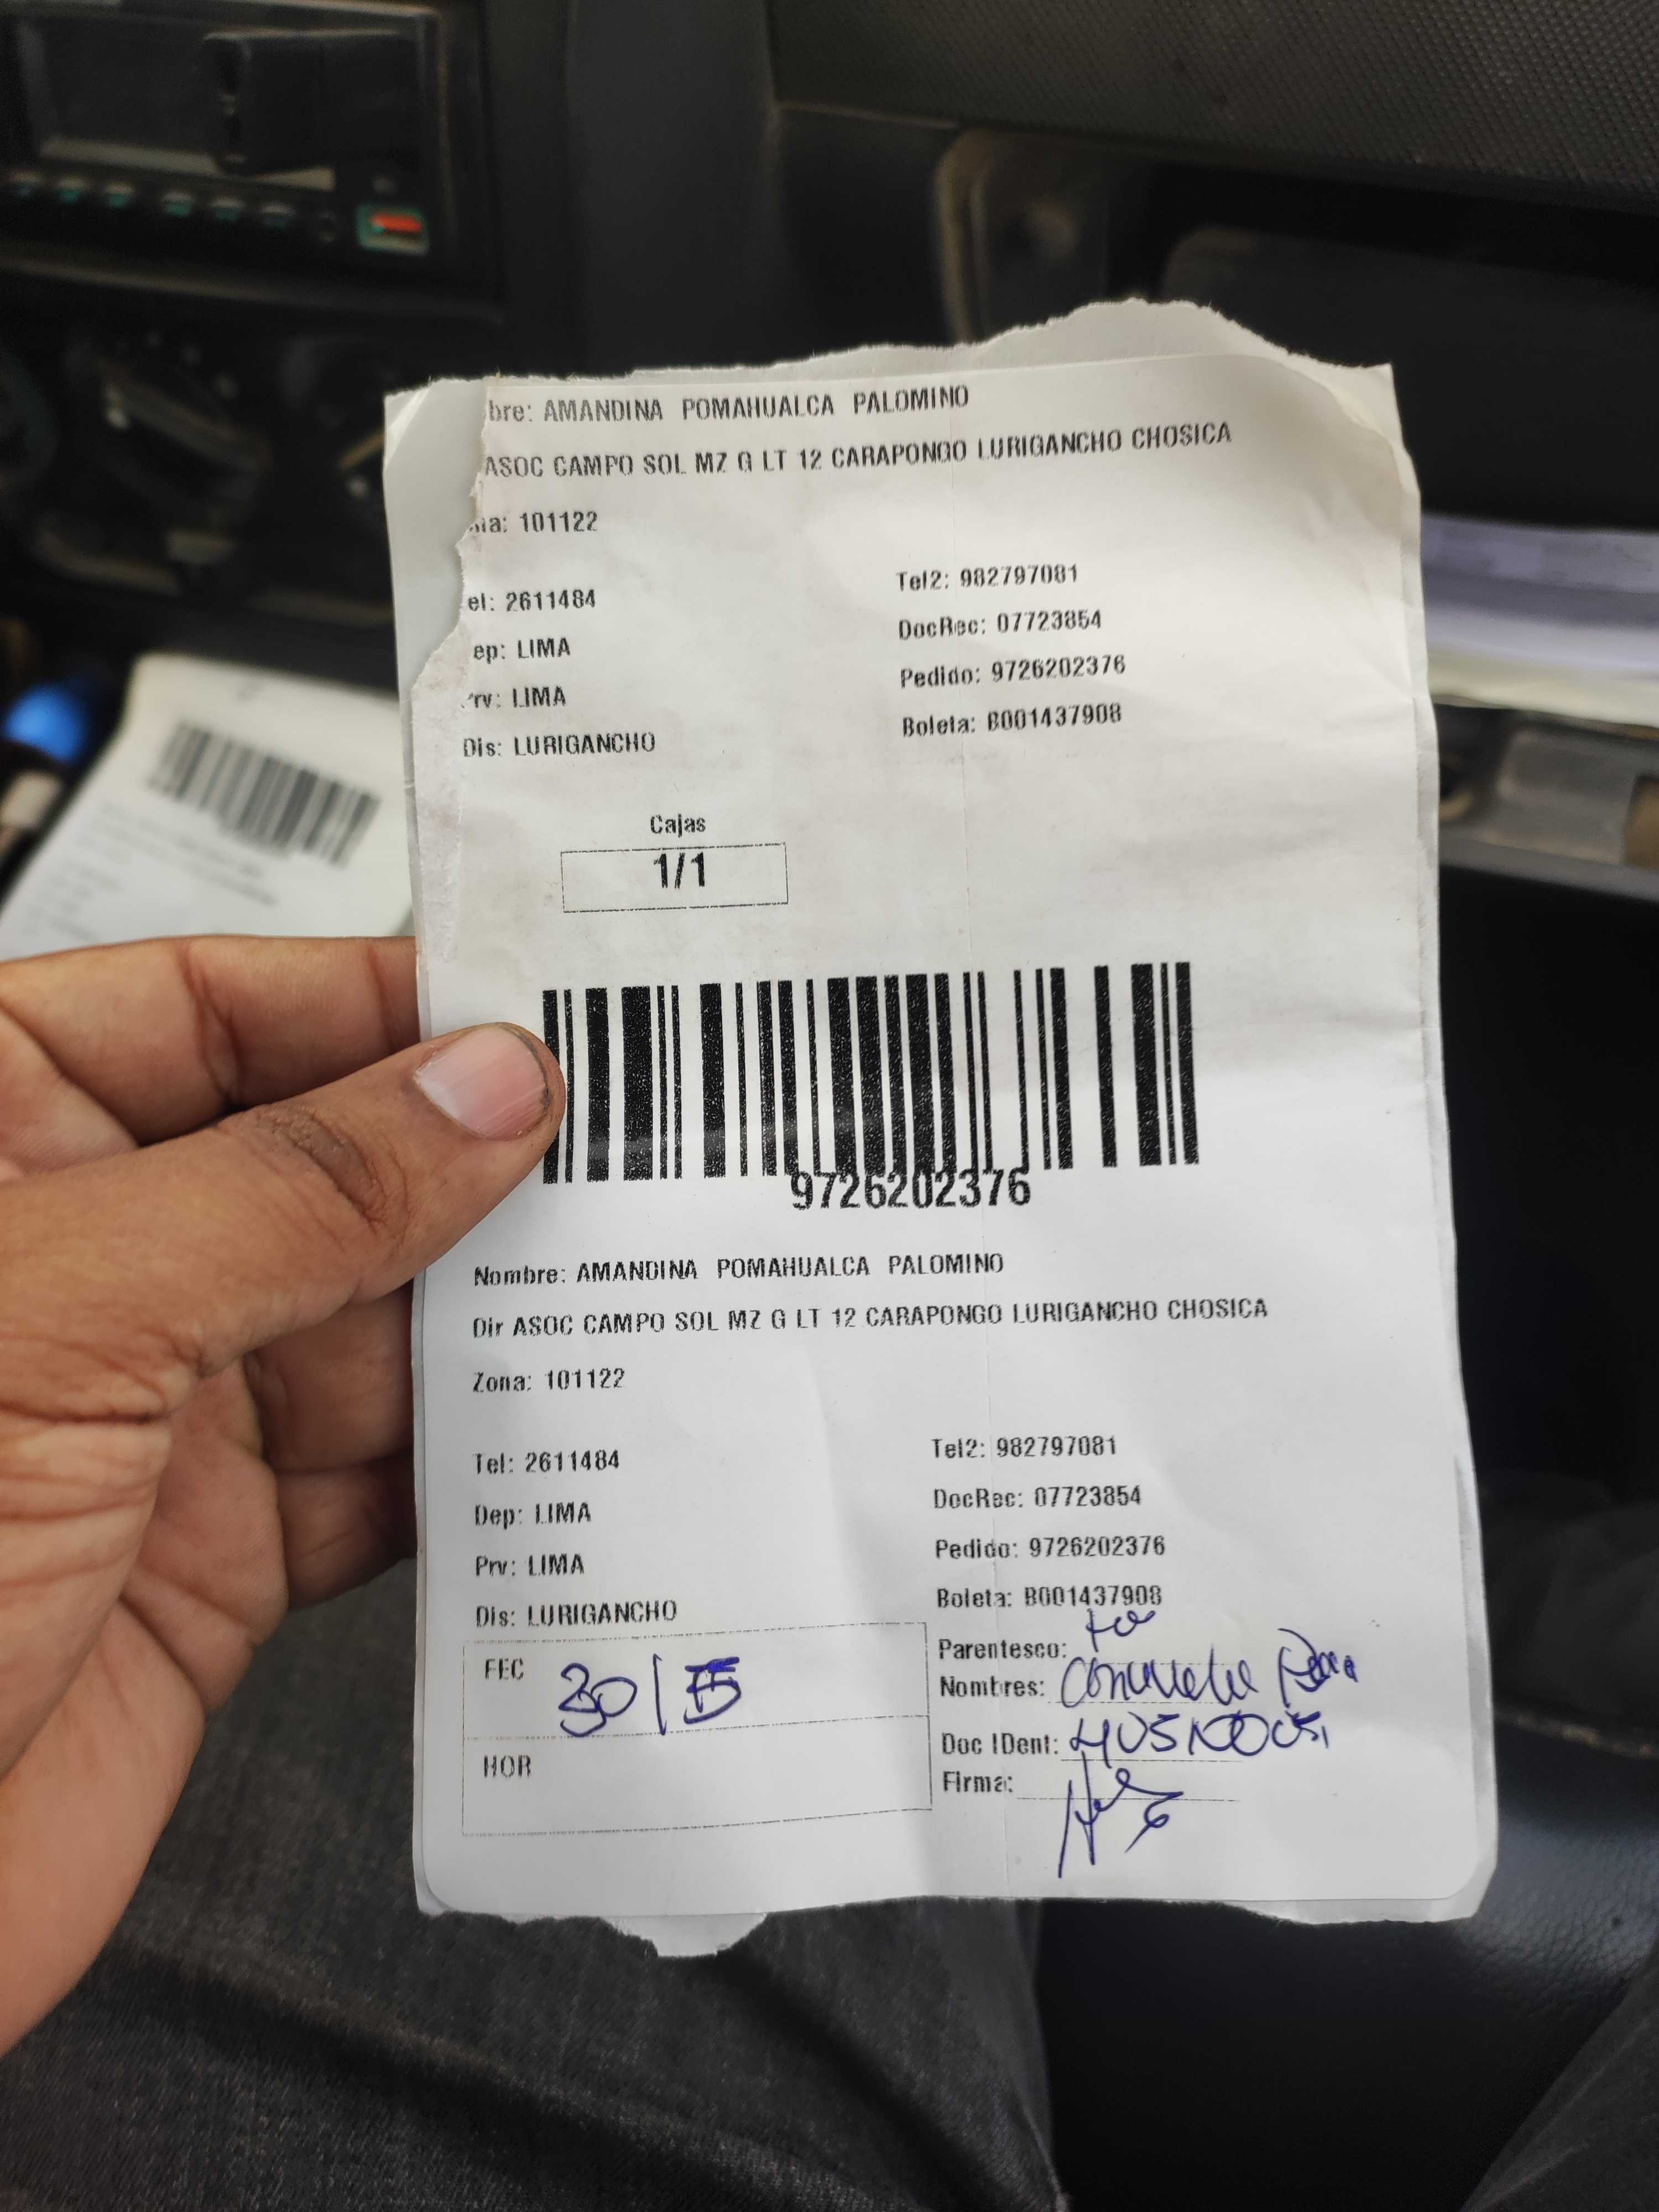 bre: AMANDINA POMAHUALCA PALOMINO
ASOC CAMPO SOL MZ G LT 12 CARAPONGO LURIGANCHO CHOSICA
na: 101122
el: 2611484
Tel2: 982797081
DocRec: 07723854
ep: LIMA
Pedido: 9726202376
rv: LIMA
Boleta: B001437908
Dis: LURIGANCHO
Cajas
1/1
9726202376
Nombre: AMANDINA POMAHUALCA PALOMINO
Dir ASOC CAMPO SOL MZ G LT 12 CARAPONGO LURIGANCHO CHOSICA
Zona: 101122
Tel: 2611484
Tel2: 982797081
Dep: LIMA
DocRec: 07723854
Prv: LIMA
Pedido: 9726202376
Dis: LURIGANCHO
Boleta: B001437908
FEC 30/
Parentesco:
Nombres:
Doc IDent:
HOR
Firma: